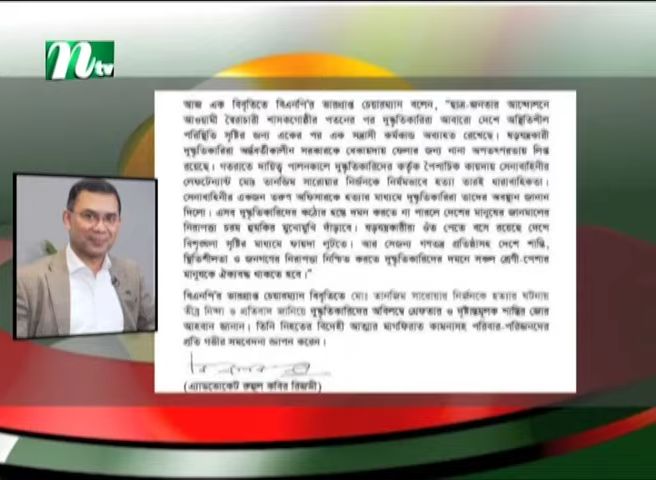 ntv
আজ এক বিবৃতিতে বিএনপি'র ভারপ্রাপ্ত চেয়ারম্যান বলেন, "ছাত্র-জনতার আন্দোলনে
আওয়ামী স্বৈরাচারী শাসকগোষ্ঠীর পতনের পর দুষ্কৃতিকারিরা আবারো দেশে অস্থিতিশীল
পরিস্থিতি সৃষ্টির জন্য একের পর এক সন্ত্রাসী কর্মকান্ড অব্যাহত রেখেছে। ষড়যন্ত্রকারী
দুষ্কৃতিকারিরা অর্ন্তবর্তীকালীন সরকারকে বেকায়দায় ফেলার জন্য নানা অপতৎপরতায় লিপ্ত
রয়েছে। গতরাতে দায়িত্ব পালনকালে দুষ্কৃতিকারিদের কর্তৃক পৈশাচিক কায়দায় সেনাবাহিনীর
লেফটেন্যান্ট মোঃ তানজিম সারোয়ার নির্জনকে নির্মমভাবে হত্যা তারই ধারাবাহিকতা।
সেনাবাহিনীর একজন তরুণ অফিসারকে হত্যার মাধ্যমে দুষ্কৃতিকারিরা তাদের অবস্থান জানান
দিলো। এসব দুষ্কৃতিকারিদের কঠোর হস্তে দমন করতে না পারলে দেশের মানুষের জানমালের
নিরাপত্তা চরম হুমকির মুখোমুখি দাঁড়াবে। ষড়যন্ত্রকারীরা ওঁত পেতে বসে রয়েছে দেশে
বিশৃঙ্খলা সৃষ্টির মাধ্যমে ফায়দা লুটতে। আর সেজন্য গণতন্ত্র প্রতিষ্ঠাসহ দেশে শান্তি,
স্থিতিশীলতা ও জনগণের নিরাপত্তা নিশ্চিত করতে দুষ্কৃতিকারিদের দমনে সকল শ্রেণী-পেশার
মানুষকে ঐক্যবদ্ধ থাকতে হবে।"
বিএনপি'র ভারপ্রাপ্ত চেয়ারম্যান বিবৃতিতে মোঃ তানজিম সারোয়ার নির্জনকে হত্যার ঘটনায়
তীব্র নিন্দা ও প্রতিবাদ জানিয়ে দুষ্কৃতিকারিদের অবিলম্বে গ্রেফতার ও দৃষ্টান্তমূলক শাস্তির জোর
আহবান জানান। তিনি নিহতের বিদেহী আত্মার মাগফিরাত কামনাসহ পরিবার-পরিজনদের
প্রতি গভীর সমবেদনা জ্ঞাপন করেন।
(এ্যাডভোকেট রুহুল কবির রিজভী)